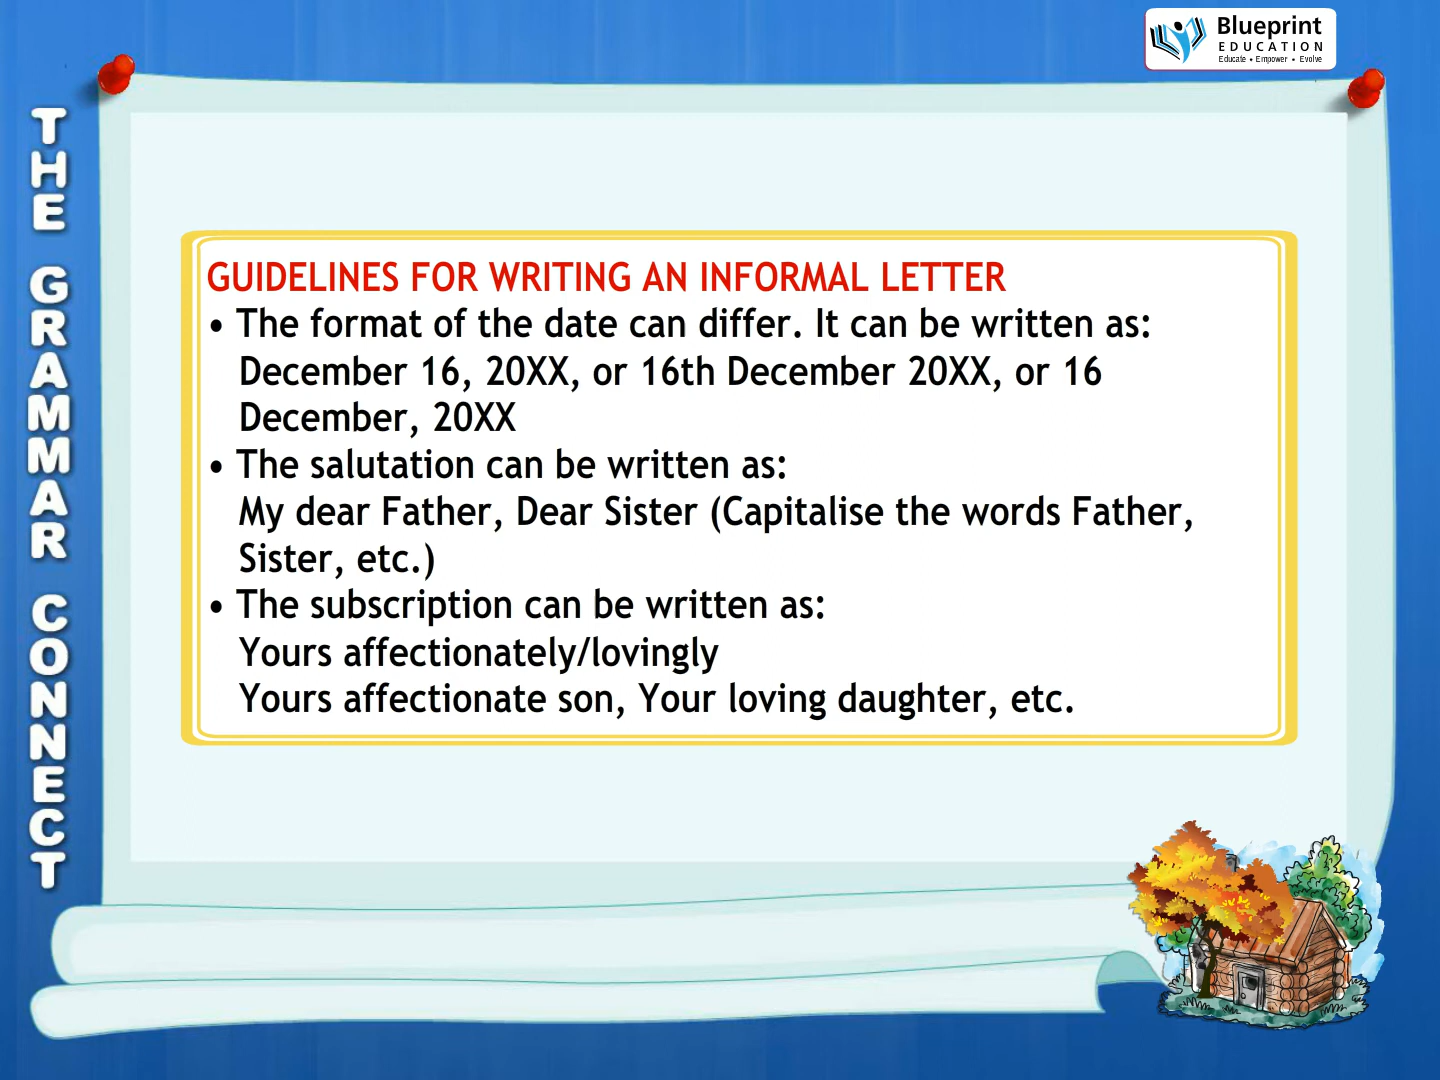 Blueprint
EDUCATION
Educate • Empower • Evolve
THE GRAMMAR CONNECT
GUIDELINES FOR WRITING AN INFORMAL LETTER
• The format of the date can differ. It can be written as:
December 16, 20XX, or 16th December 20XX, or 16
December, 20XX
• The salutation can be written as:
My dear Father, Dear Sister (Capitalise the words Father,
Sister, etc.)
• The subscription can be written as:
Yours affectionately/lovingly
Yours affectionate son, Your loving daughter, etc.